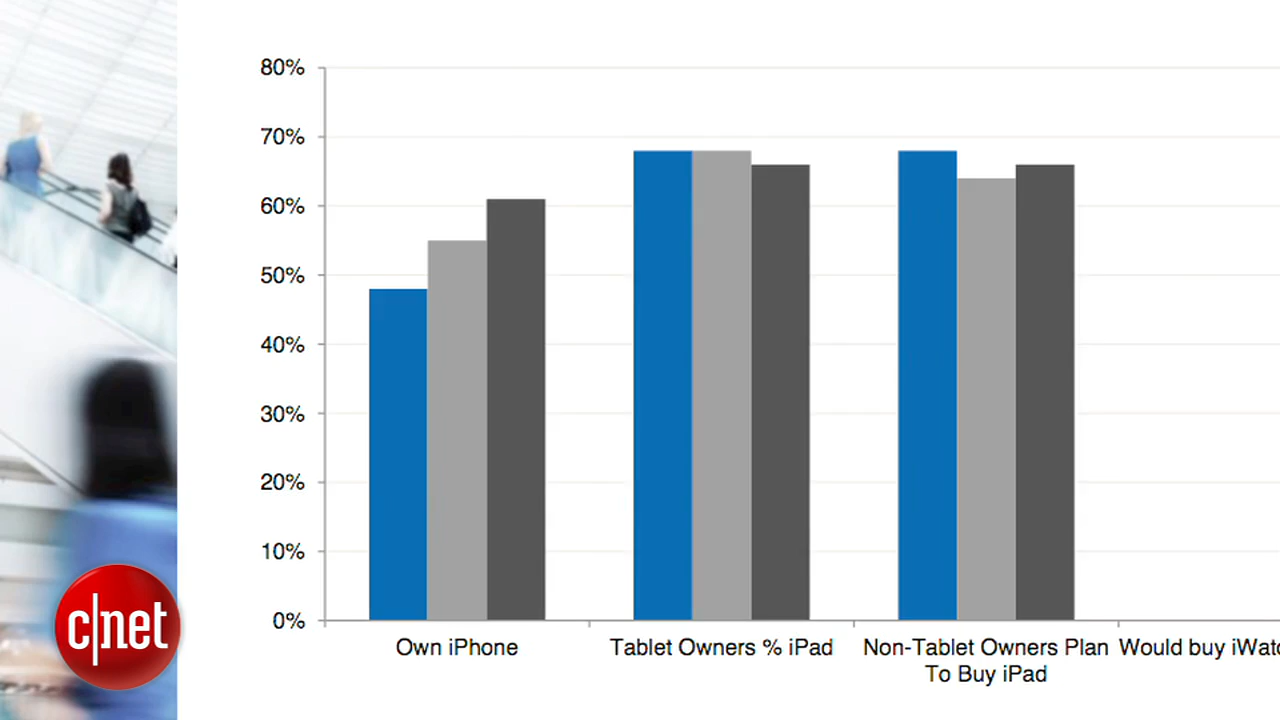 80%
70%
60%
50%
40%
30%
20%
10%
0%
Own iPhone
Tablet Owners % iPad
Non-Tablet Owners Plan
To Buy iPad
Would buy iWatc
c|net